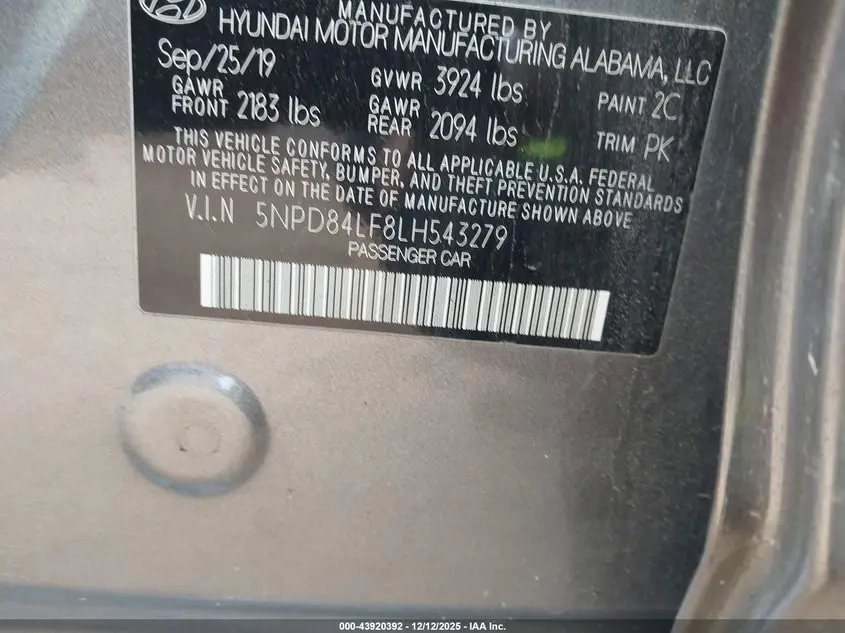 MANUFACTURED BY
HYUNDAI MOTOR MANUFACTURING ALABAMA, LLC
Sep/25/19 GVWR 3924 lbs PAINT 2C
GAWR FRONT 2183 lbs GAWR REAR 2094 lbs TRIM PK
THIS VEHICLE CONFORMS TO ALL APPLICABLE U.S.A. FEDERAL
MOTOR VEHICLE SAFETY, BUMPER, AND THEFT PREVENTION STANDARDS
IN EFFECT ON THE DATE OF MANUFACTURE SHOWN ABOVE
V.I.N 5NPD84LF8LH543279
PASSENGER CAR
000-43920392 - 12/12/2025 - IAA Inc.